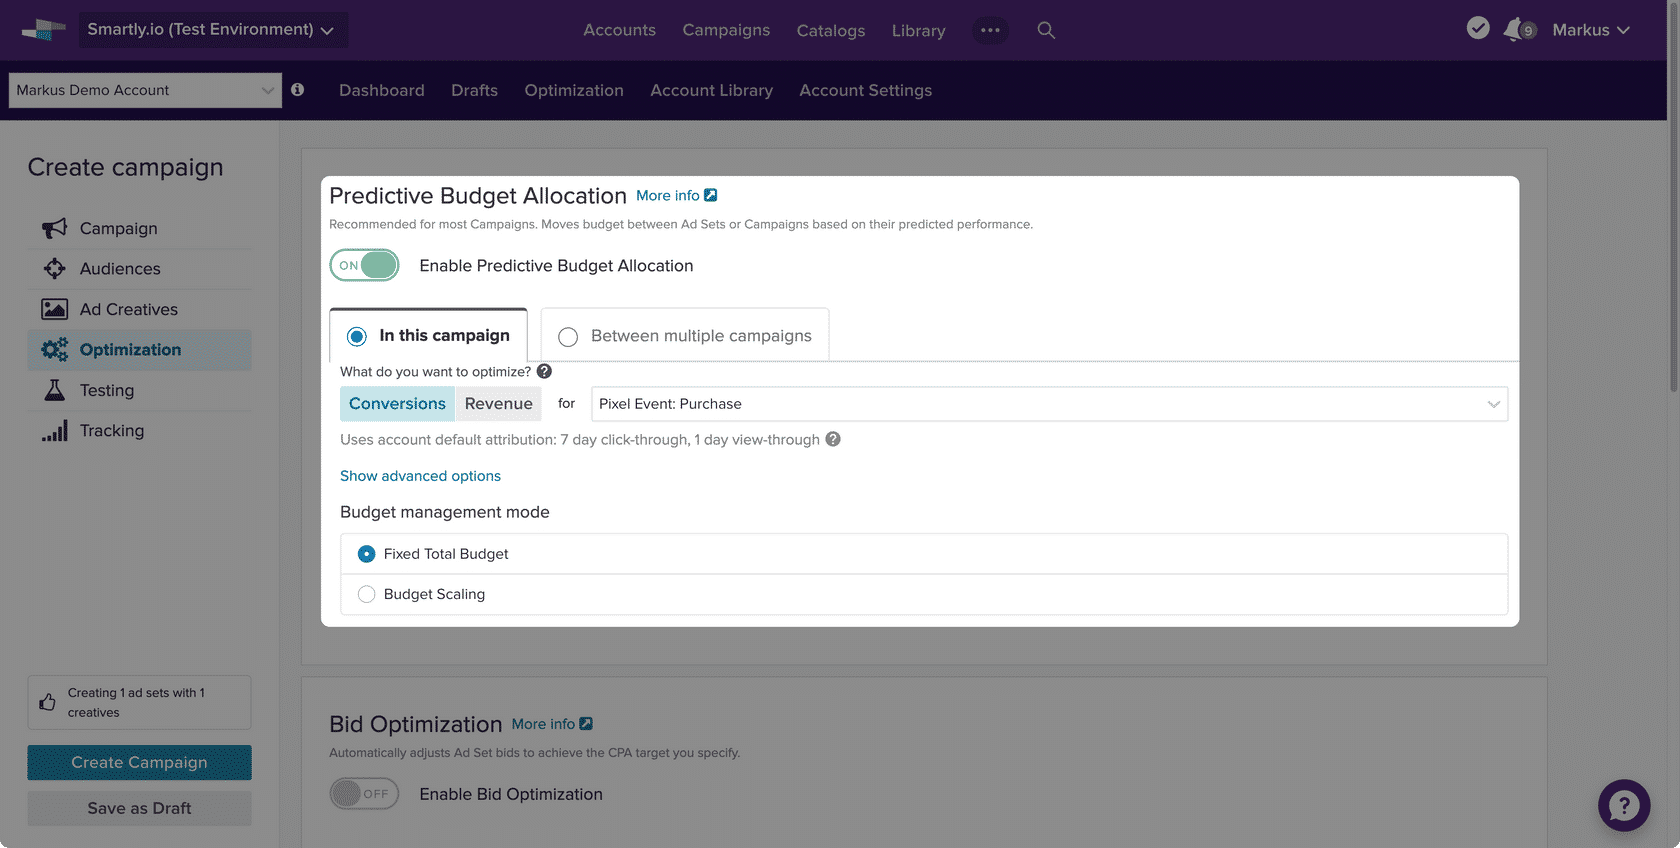 Smartly.io (Test Environment)
Accounts
Campaigns
Catalogs
Library
9
Markus
Markus Demo Account
Dashboard
Drafts
Optimization
Account Library
Account Settings
Create campaign
Campaign
Audiences
Ad Creatives
Optimization
Testing
Tracking
Creating 1 ad sets with 1
creatives
Create Campaign
Save as Draft
Predictive Budget Allocation More info
Recommended for most Campaigns. Moves budget between Ad Sets or Campaigns based on their predicted performance.
ON Enable Predictive Budget Allocation
In this campaign
Between multiple campaigns
What do you want to optimize? ?
Conversions Revenue for Pixel Event: Purchase
Uses account default attribution: 7 day click-through, 1 day view-through ?
Show advanced options
Budget management mode
Fixed Total Budget
Budget Scaling
Bid Optimization More info
Automatically adjusts Ad Set bids to achieve the CPA target you specify.
OFF Enable Bid Optimization
?